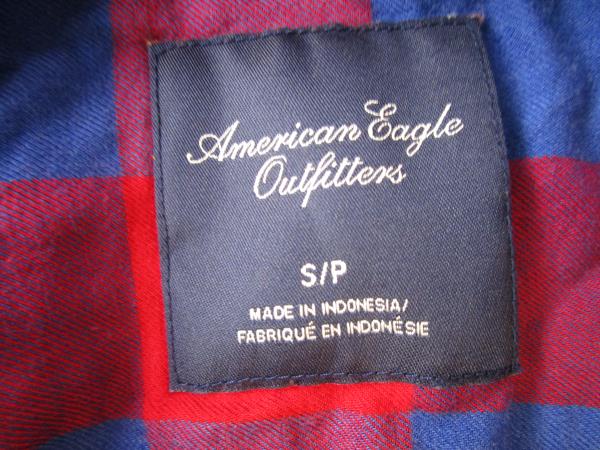 American Eagle
Outfitters
S/P
MADE IN INDONESIA/
FABRIQUÉ EN INDONÉSIE